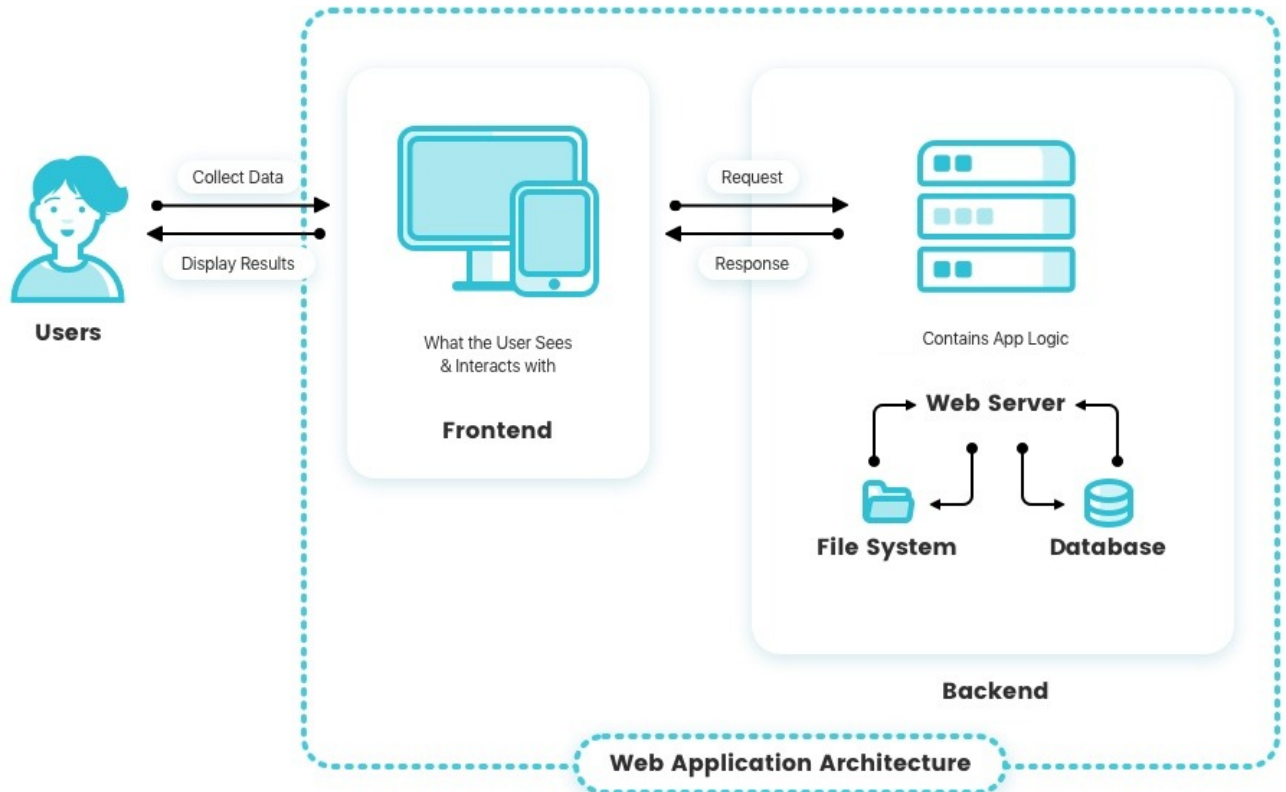 Collect Data
Display Results
Users
What the User Sees
& Interacts with
Frontend
Request
Response
Contains App Logic
Web Server
File System
Database
Backend
Web Application Architecture